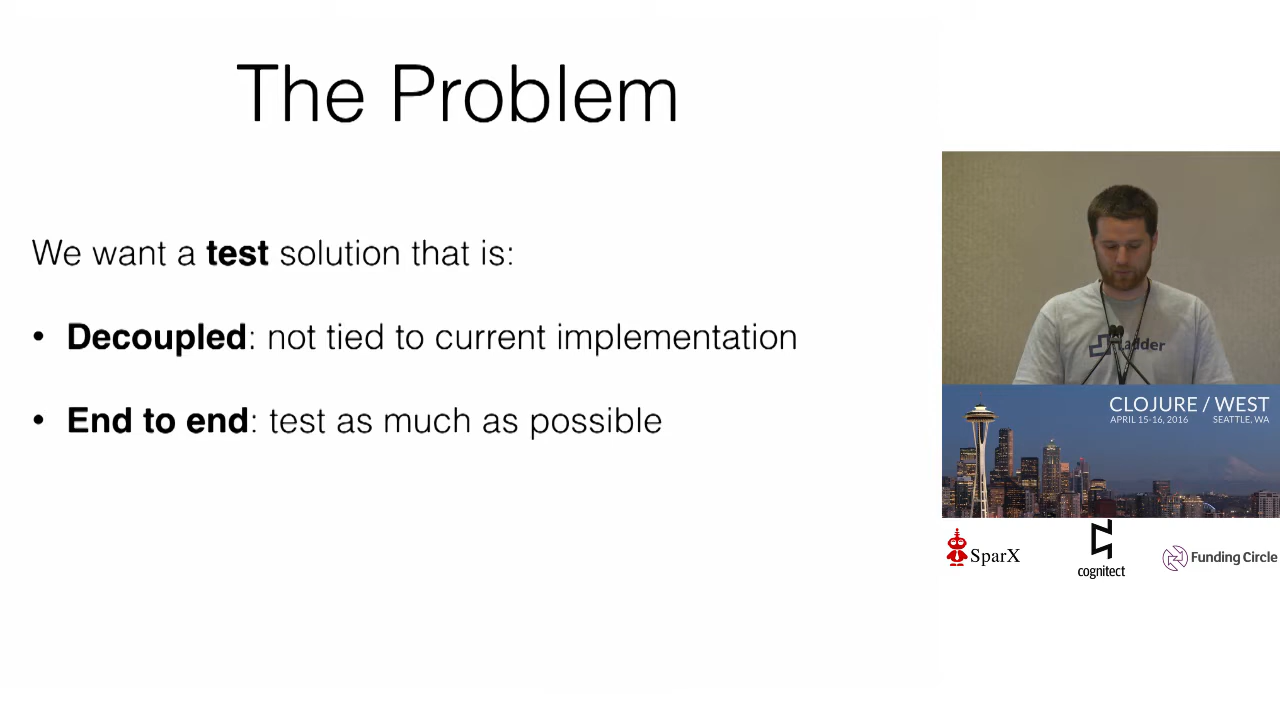 The Problem
We want a test solution that is:
• Decoupled: not tied to current implementation
• End to end: test as much as possible
Ladder
CLOJURE / WEST
APRIL 15-16, 2016 SEATTLE, WA
SparX
cognitect
Funding Circle